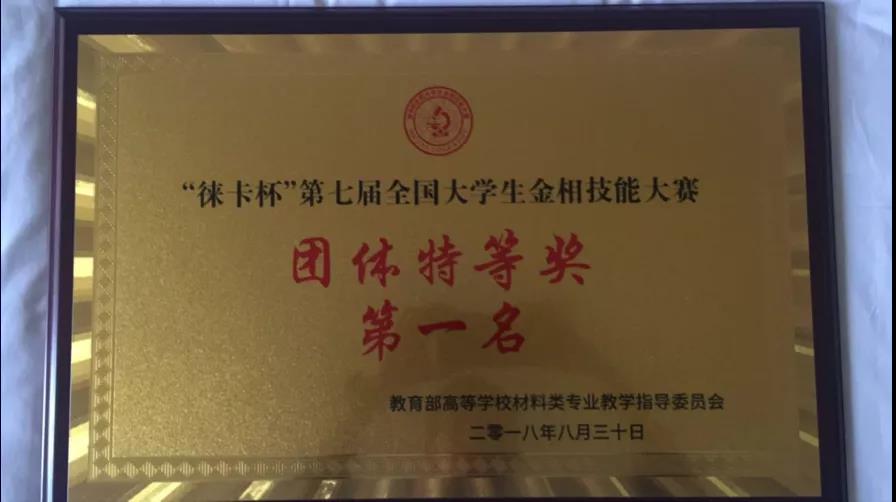 “徕卡杯”第七届全国大学生金相技能大赛
团体特等奖
第一名
教育部高等学校材料类专业教学指导委员会
二零一八年八月三十日